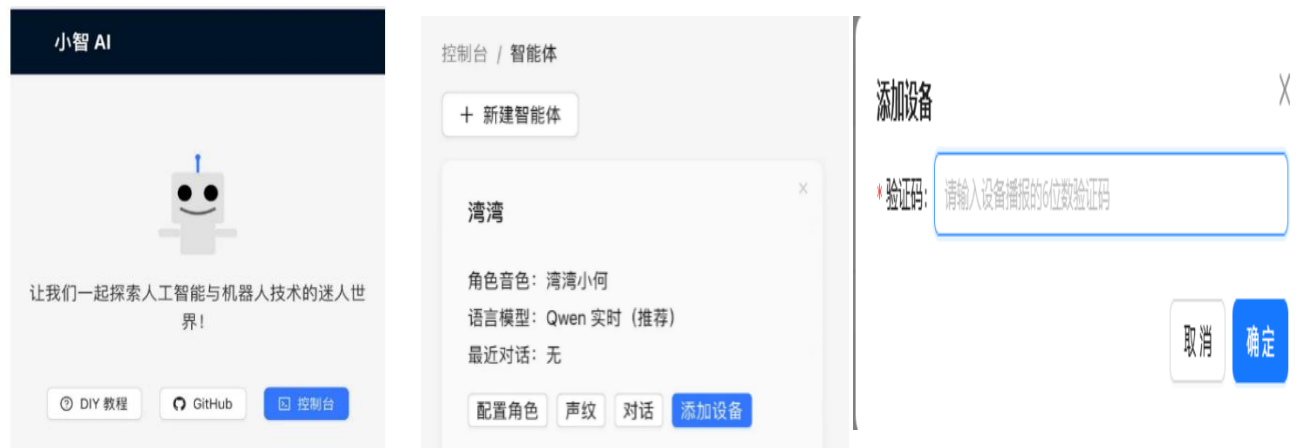 小智 AI
让我们一起探索人工智能与机器人技术的迷人世
界！
DIY 教程
GitHub
控制台
控制台 / 智能体
+ 新建智能体
湾湾
角色音色：湾湾小何
语言模型：Qwen 实时（推荐）
最近对话：无
配置角色
声纹
对话
添加设备
添加设备
* 验证码：
请输入设备播报的6位数验证码
取消
确定